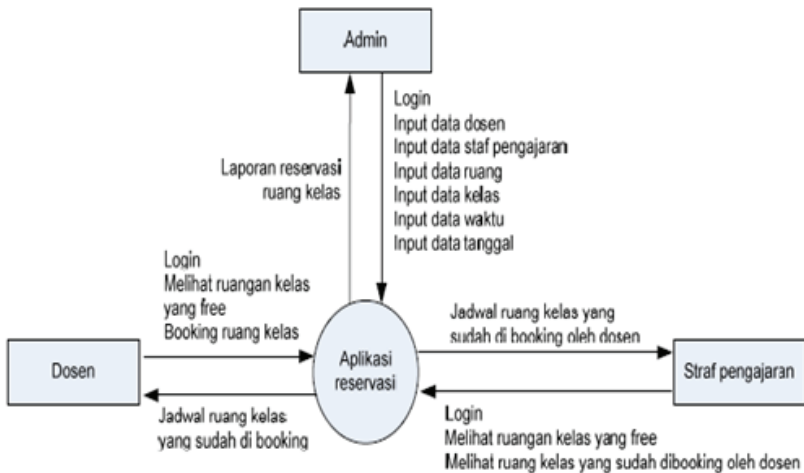 Admin
Login
Input data dosen
Input data staf pengajaran
Input data ruang
Input data kelas
Input data waktu
Input data tanggal
Laporan reservasi
ruang kelas
Login
Melihat ruangan kelas
yang free
Booking ruang kelas
Jadwal ruang kelas yang
sudah di booking oleh dosen
Dosen
Aplikasi
reservasi
Straf pengajaran
Jadwal ruang kelas
yang sudah di booking
Login
Melihat ruangan kelas yang free
Melihat ruang kelas yang sudah dibooking oleh dosen